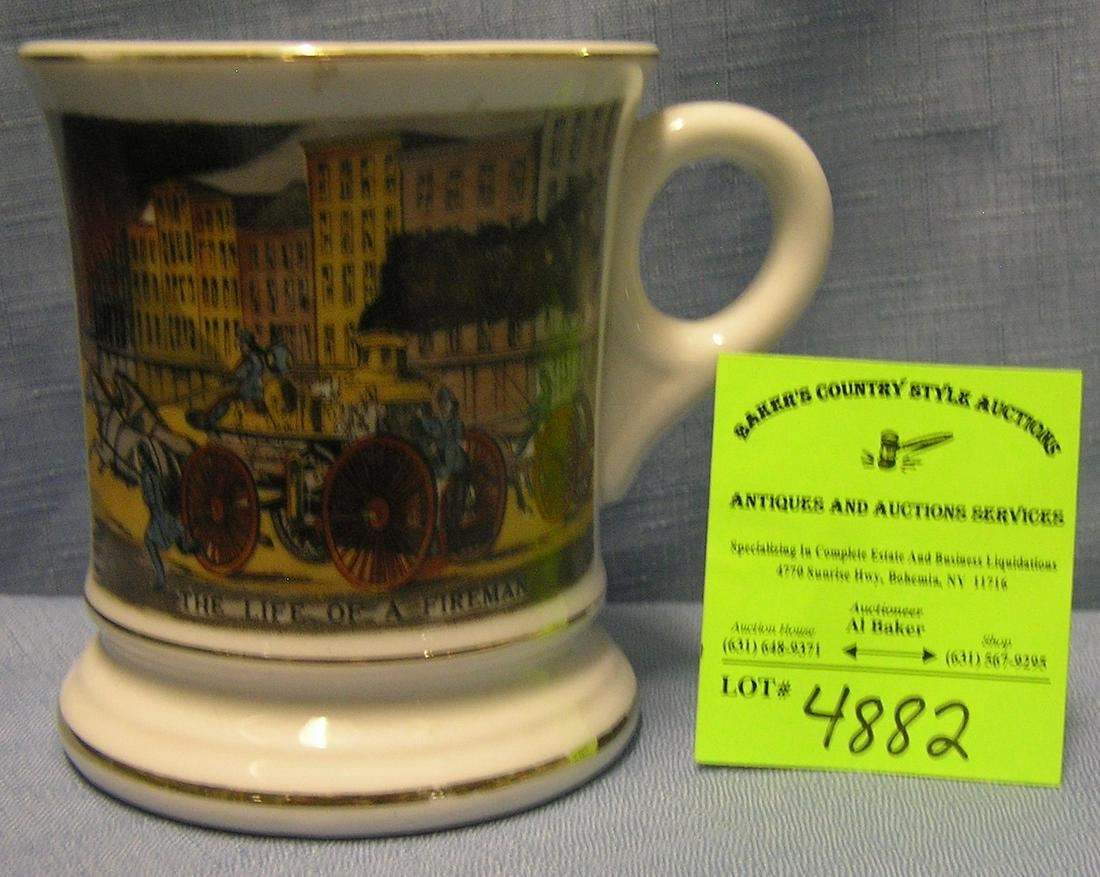 THE LIFE OF A FIREMAN
BAKER'S COUNTRY STYLE AUCTIONS
ANTIQUES AND AUCTIONS SERVICES
Specializing In Complete Estate And Business Liquidations
4770 Sunrise Hwy, Bohemia, NY 11716
Auctioneer
Al Baker
Auction House
(631) 648-9371
Shop
(631) 567-9295
LOT# 4882